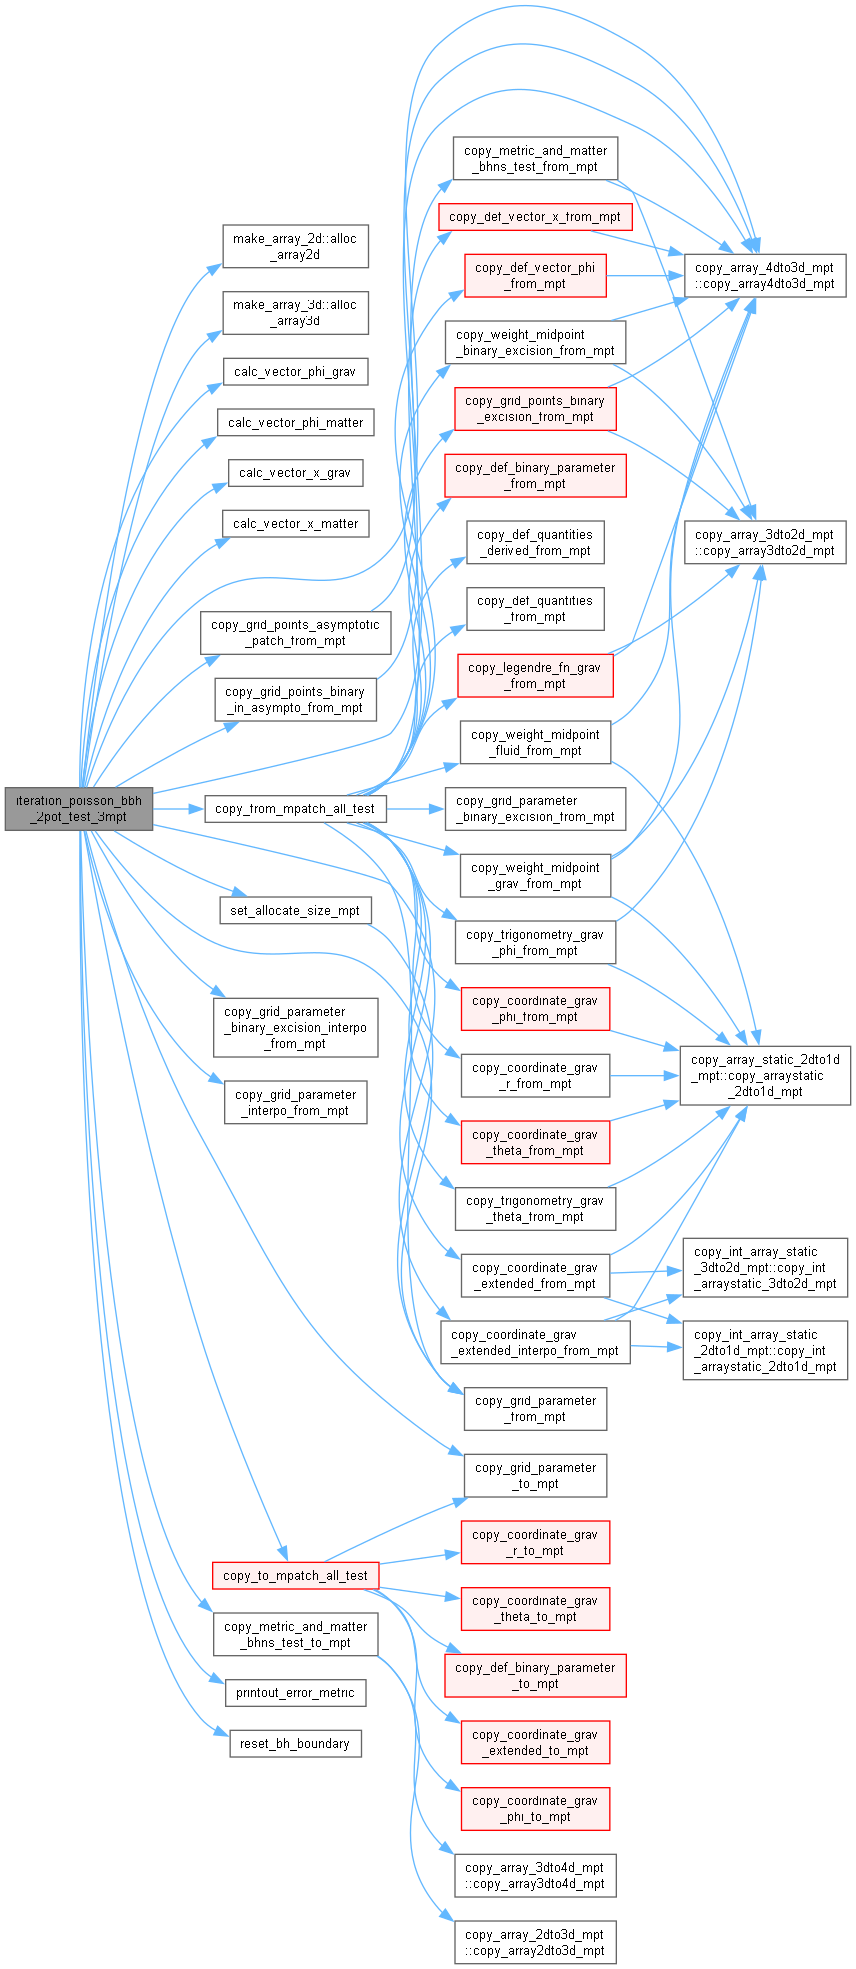 iteration_poisson_bbh
_2pot_test_3mpt
make_array_2d::alloc
_array2d
make_array_3d::alloc
_array3d
calc_vector_phi_grav
calc_vector_phi_matter
calc_vector_x_grav
calc_vector_x_matter
copy_grid_points_asymptotic
_patch_from_mpt
copy_grid_points_binary
_in_asympto_from_mpt
copy_from_mpatch_all_test
set_allocate_size_mpt
copy_grid_parameter
_binary_excision_interpo
_from_mpt
copy_grid_parameter
_interpo_from_mpt
copy_to_mpatch_all_test
copy_metric_and_matter
_bhns_test_to_mpt
printout_error_metric
reset_bh_boundary
copy_metric_and_matter
_bhns_test_from_mpt
copy_def_vector_x_from_mpt
copy_def_vector_phi
_from_mpt
copy_weight_midpoint
_binary_excision_from_mpt
copy_grid_points_binary
_excision_from_mpt
copy_def_binary_parameter
_from_mpt
copy_def_quantities
_derived_from_mpt
copy_def_quantities
_from_mpt
copy_legendre_fn_grav
_from_mpt
copy_weight_midpoint
_fluid_from_mpt
copy_grid_parameter
_binary_excision_from_mpt
copy_weight_midpoint
_grav_from_mpt
copy_trigonometry_grav
_phi_from_mpt
copy_coordinate_grav
_phi_from_mpt
copy_coordinate_grav
_r_from_mpt
copy_coordinate_grav
_theta_from_mpt
copy_trigonometry_grav
_theta_from_mpt
copy_coordinate_grav
_extended_from_mpt
copy_coordinate_grav
_extended_interpo_from_mpt
copy_grid_parameter
_from_mpt
copy_grid_parameter
_to_mpt
copy_coordinate_grav
_r_to_mpt
copy_coordinate_grav
_theta_to_mpt
copy_def_binary_parameter
_to_mpt
copy_coordinate_grav
_extended_to_mpt
copy_coordinate_grav
_phi_to_mpt
copy_array_3dto4d_mpt
::copy_array3dto4d_mpt
copy_array_2dto3d_mpt
::copy_array2dto3d_mpt
copy_array_4dto3d_mpt
::copy_array4dto3d_mpt
copy_array_3dto2d_mpt
::copy_array3dto2d_mpt
copy_array_static_2dto1d
_mpt::copy_arraystatic
_2dto1d_mpt
copy_int_array_static
_3dto2d_mpt::copy_int
_arraystatic_3dto2d_mpt
copy_int_array_static
_2dto1d_mpt::copy_int
_arraystatic_2dto1d_mpt